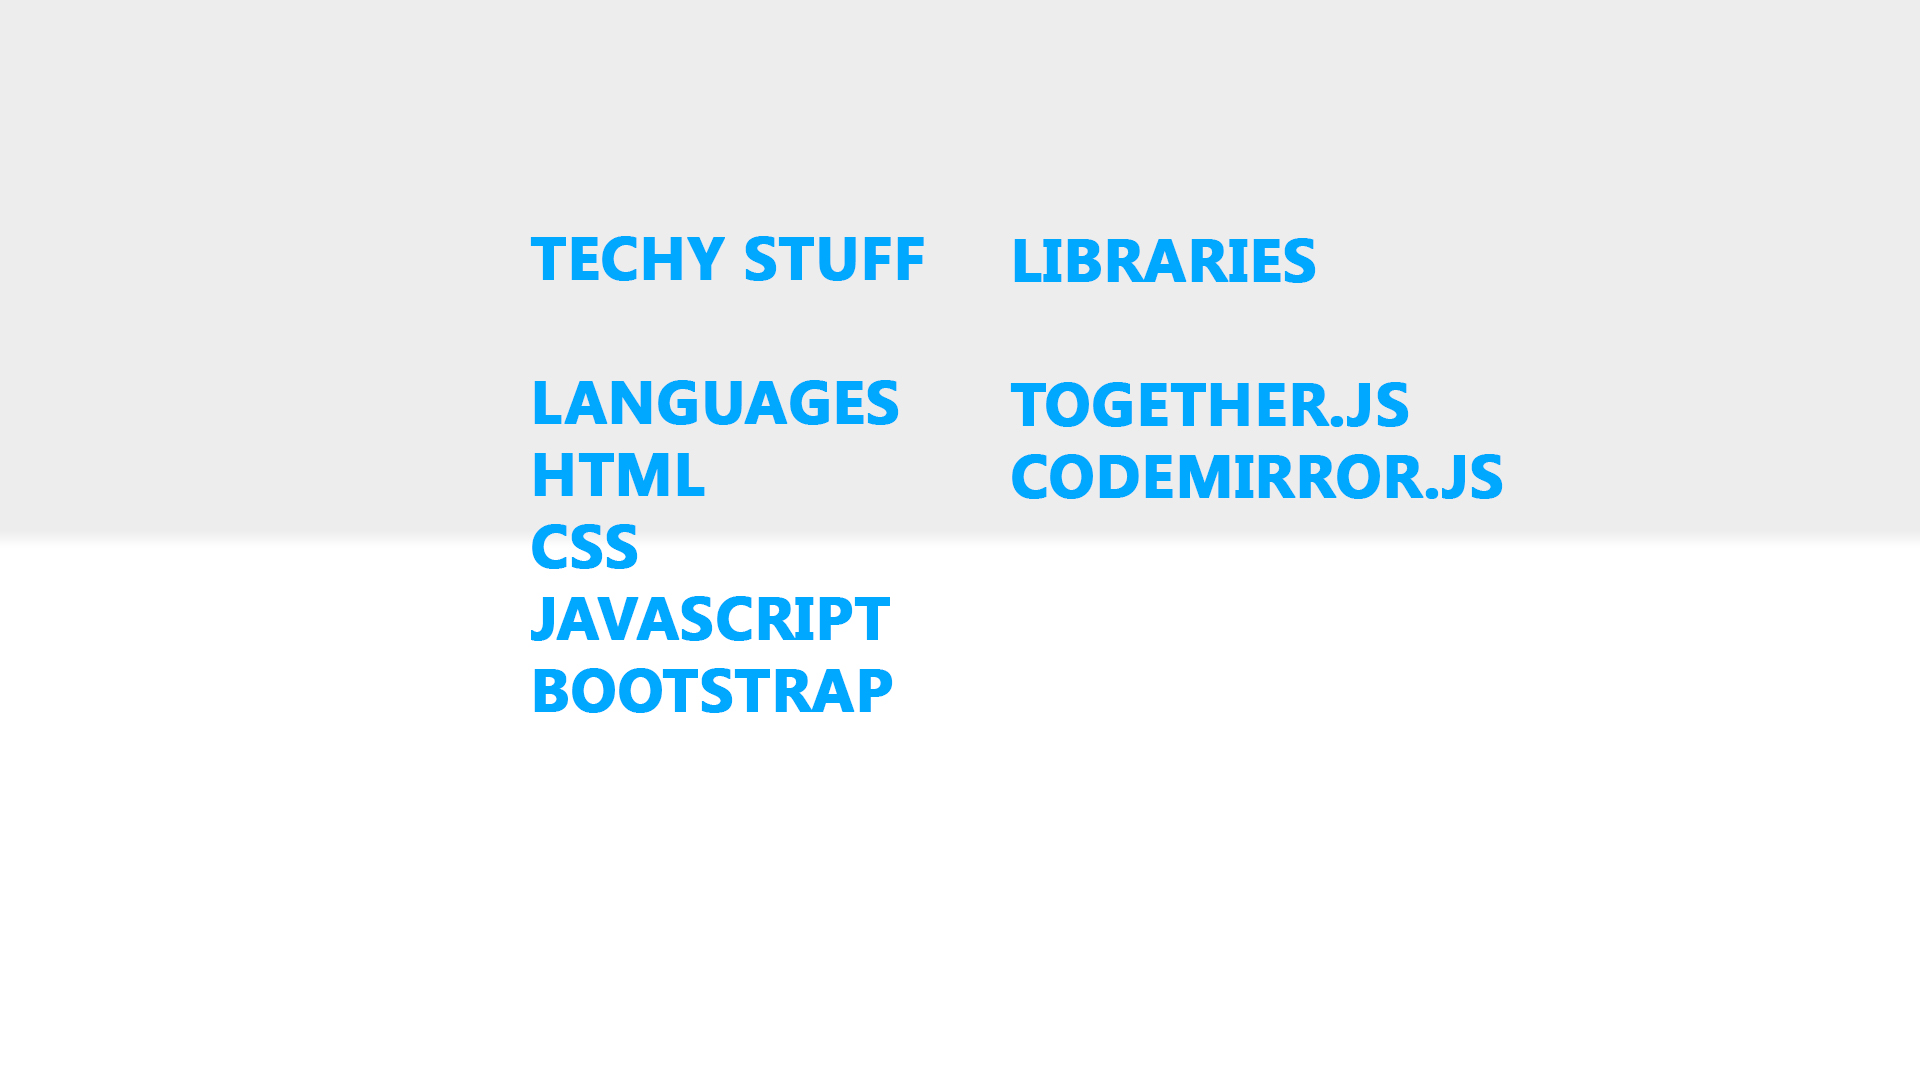 TECHY STUFF
LANGUAGES
HTML
CSS
JAVASCRIPT
BOOTSTRAP
LIBRARIES
TOGETHER.JS
CODEMIRROR.JS